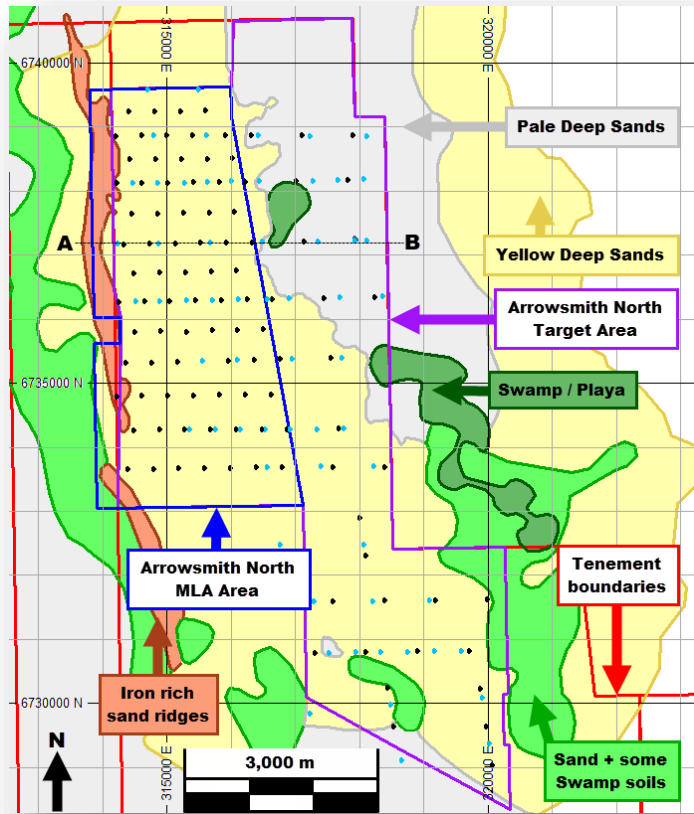 315000 E
320000 E
6740000 N
Pale Deep Sands
A
B
Yellow Deep Sands
Arrowsmith North
Target Area
6735000 N
Swamp / Playa
Arrowsmith North
MLA Area
Tenement
boundaries
Iron rich
sand ridges
6730000 N
N
315000 E
3,000 m
320000 E
Sand + some
Swamp soils